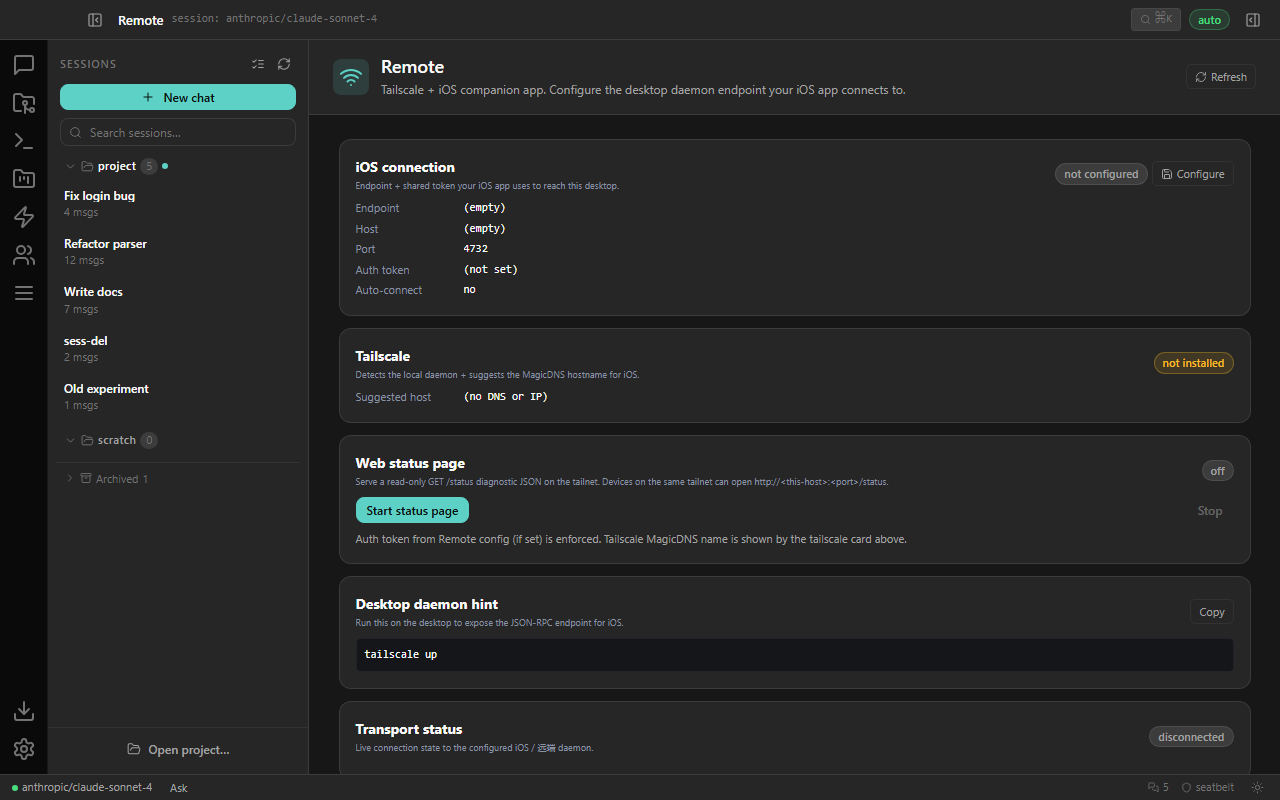 Remote session: anthropic/claude-sonnet-4
⌘K
auto
SESSIONS
+ New chat
Search sessions...
project 5
Fix login bug
4 msgs
Refactor parser
12 msgs
Write docs
7 msgs
sess-del
2 msgs
Old experiment
1 msgs
scratch 0
Archived 1
Open project...
Remote
Tailscale + iOS companion app. Configure the desktop daemon endpoint your iOS app connects to.
Refresh
iOS connection
Endpoint + shared token your iOS app uses to reach this desktop.
not configured
Configure
Endpoint (empty)
Host (empty)
Port 4732
Auth token (not set)
Auto-connect no
Tailscale
Detects the local daemon + suggests the MagicDNS hostname for iOS.
not installed
Suggested host (no DNS or IP)
Web status page
Serve a read-only GET /status diagnostic JSON on the tailnet. Devices on the same tailnet can open http://<this-host>:<port>/status.
off
Start status page
Stop
Auth token from Remote config (if set) is enforced. Tailscale MagicDNS name is shown by the tailscale card above.
Desktop daemon hint
Run this on the desktop to expose the JSON-RPC endpoint for iOS.
Copy
tailscale up
Transport status
Live connection state to the configured iOS / 远端 daemon.
disconnected
anthropic/claude-sonnet-4 Ask
5 seatbelt